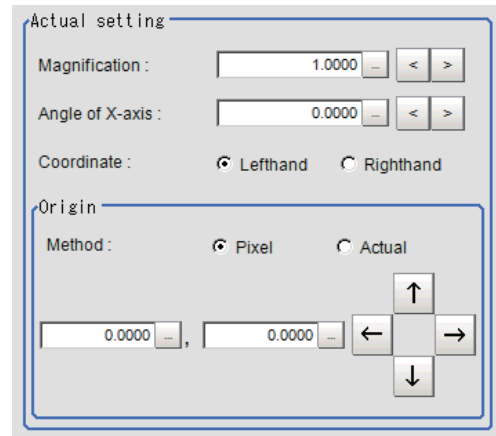 Actual setting
Magnification : 1.0000 ... < >
Angle of X-axis : 0.0000 ... < >
Coordinate : Lefthand Righthand
Origin
Method : Pixel Actual
↑
0.0000 ... , 0.0000 ... ← →
↓